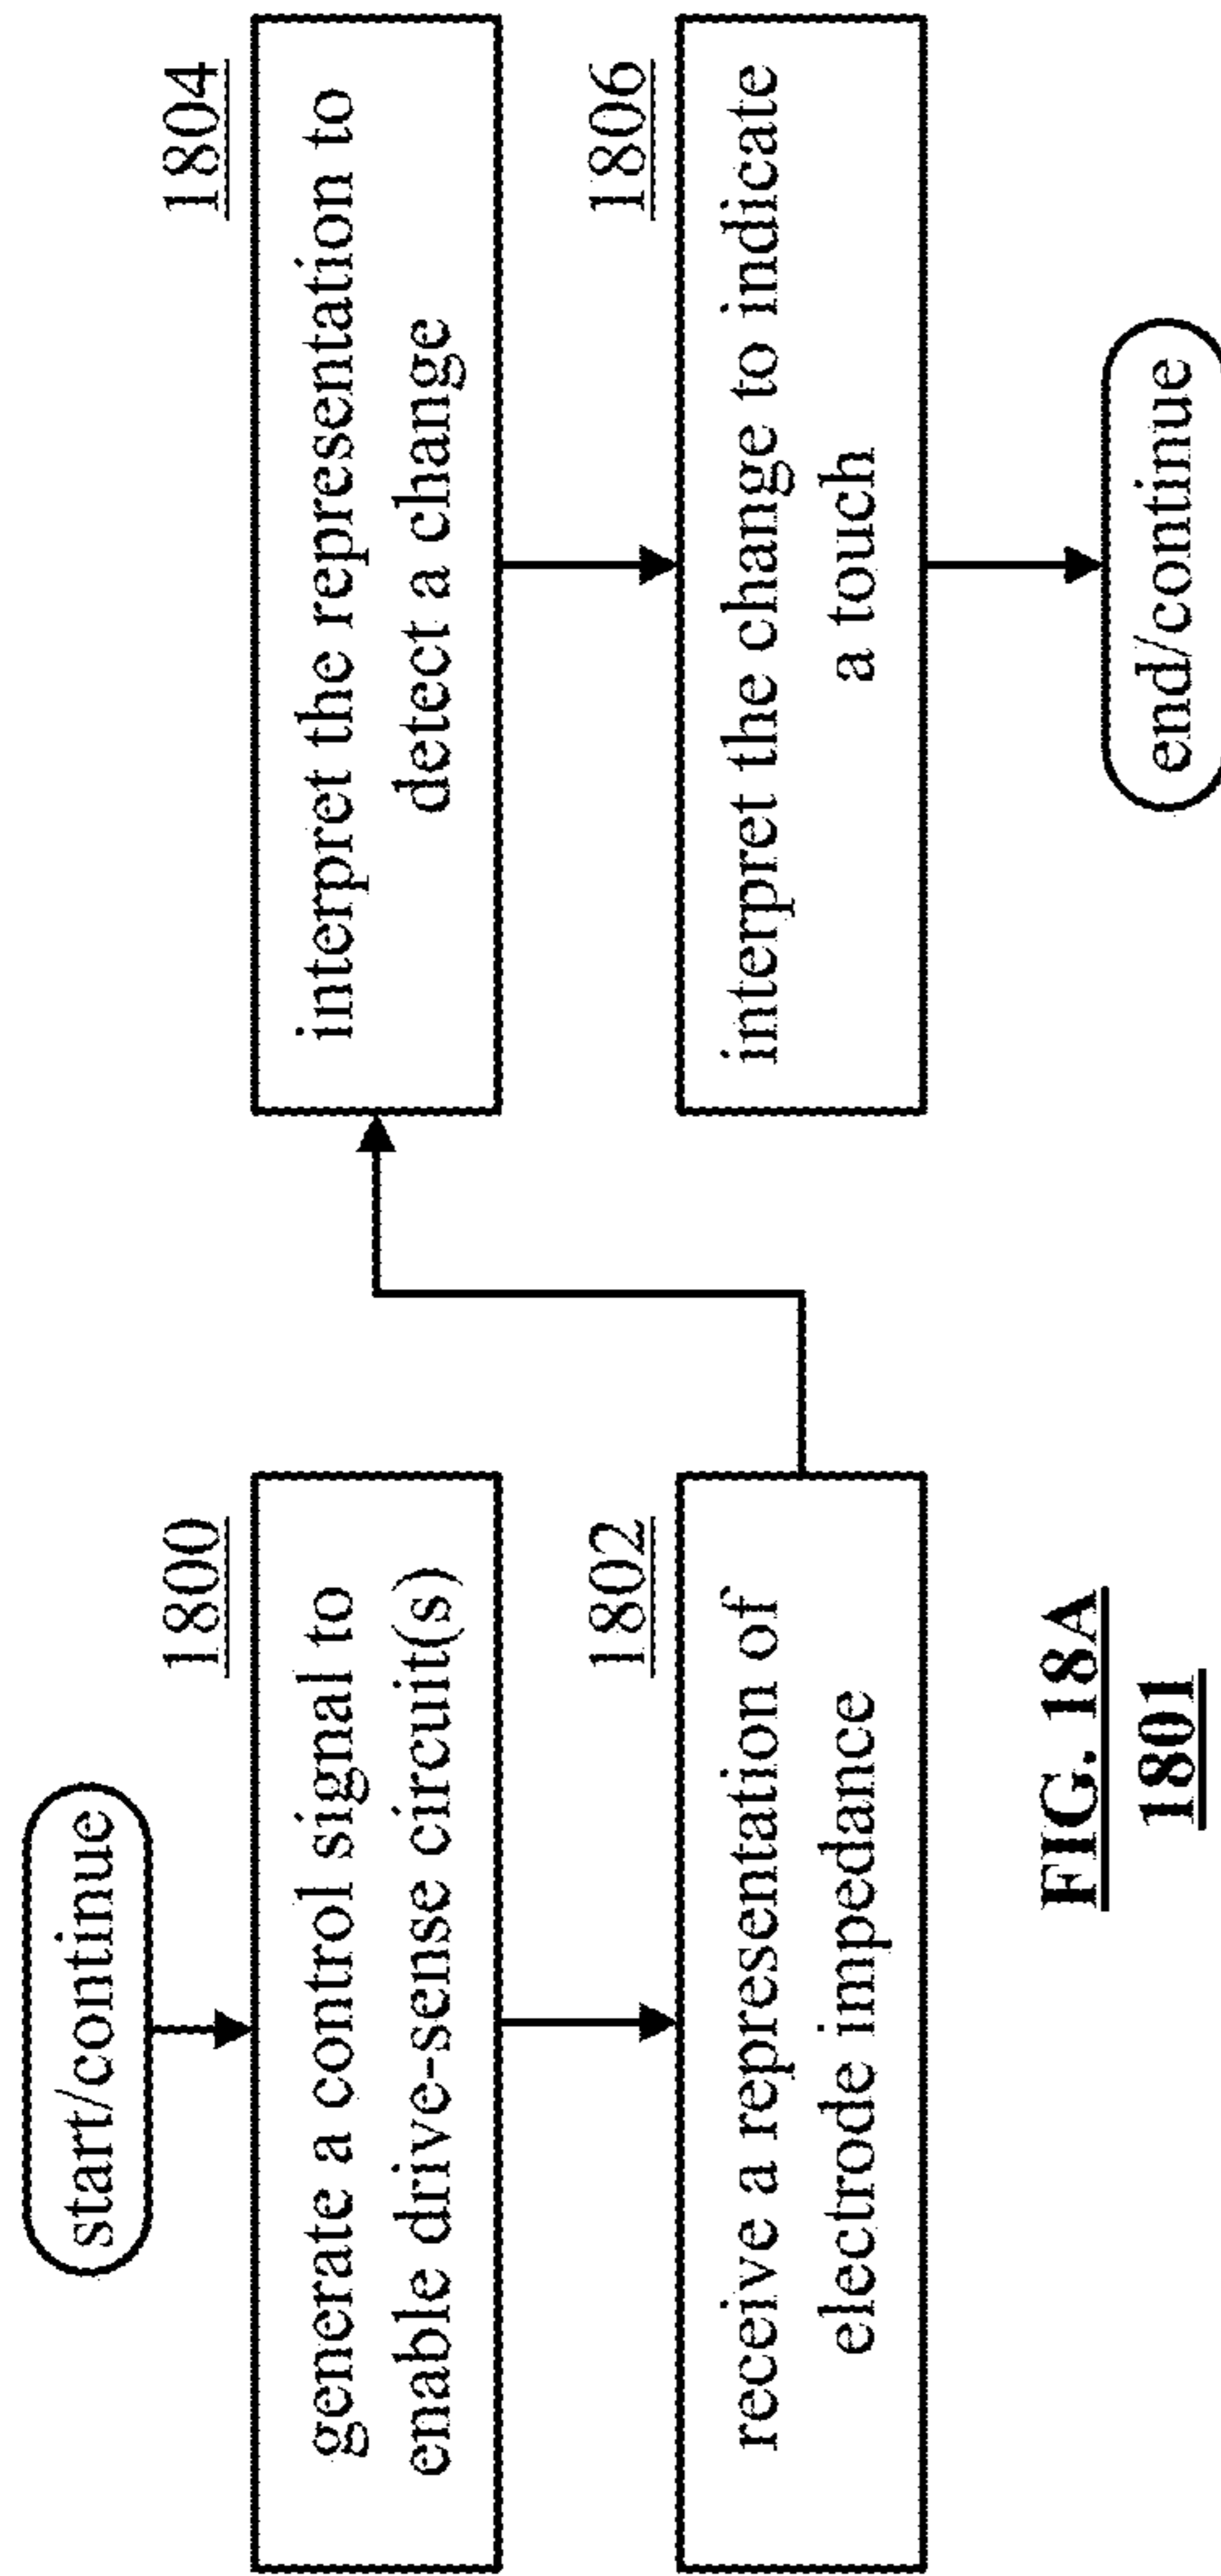 start/continue
1800
generate a control signal to
enable drive-sense circuit(s)
1802
receive a representation of
electrode impedance
1804
interpret the representation to
detect a change
1806
interpret the change to indicate
a touch
end/continue
FIG. 18A
1801